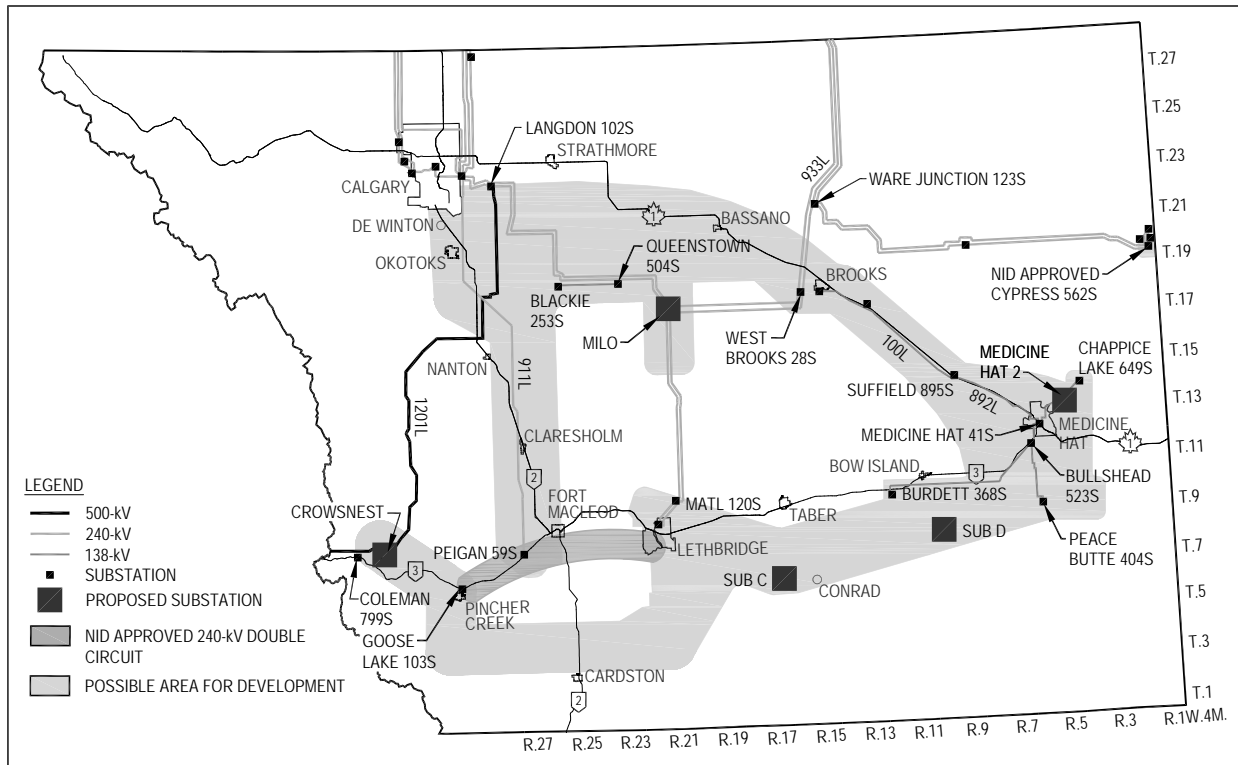 T.27
T.25
LANGDON 102S
STRATHMORE
T.23
933L
WARE JUNCTION 123S
CALGARY
T.21
1
BASSANO
DE WINTON
QUEENSTOWN
504S
OKOTOKS
T.19
BROOKS
NID APPROVED
CYPRESS 562S
BLACKIE
253S
T.17
MILO
WEST
BROOKS 28S
100L
MEDICINE
HAT 2
CHAPPICE
LAKE 649S
T.15
NANTON
911L
SUFFIELD 895S
892L
T.13
1201L
MEDICINE HAT 41S
MEDICINE
HAT
1
T.11
CLARESHOLM
BOW ISLAND
3
BULLSHEAD
523S
LEGEND
500-kV
240-kV
138-kV
SUBSTATION
PROPOSED SUBSTATION
NID APPROVED 240-kV DOUBLE
CIRCUIT
POSSIBLE AREA FOR DEVELOPMENT
2
FORT
MACLEOD
MATL 120S
TABER
BURDETT 368S
T.9
CROWSNEST
PEIGAN 59S
LETHBRIDGE
SUB D
PEACE
BUTTE 404S
T.7
3
COLEMAN
799S
PINCHER
CREEK
SUB C
CONRAD
T.5
GOOSE
LAKE 103S
T.3
CARDSTON
2
T.1
R.27
R.25
R.23
R.21
R.19
R.17
R.15
R.13
R.11
R.9
R.7
R.5
R.3
R.1W.4M.